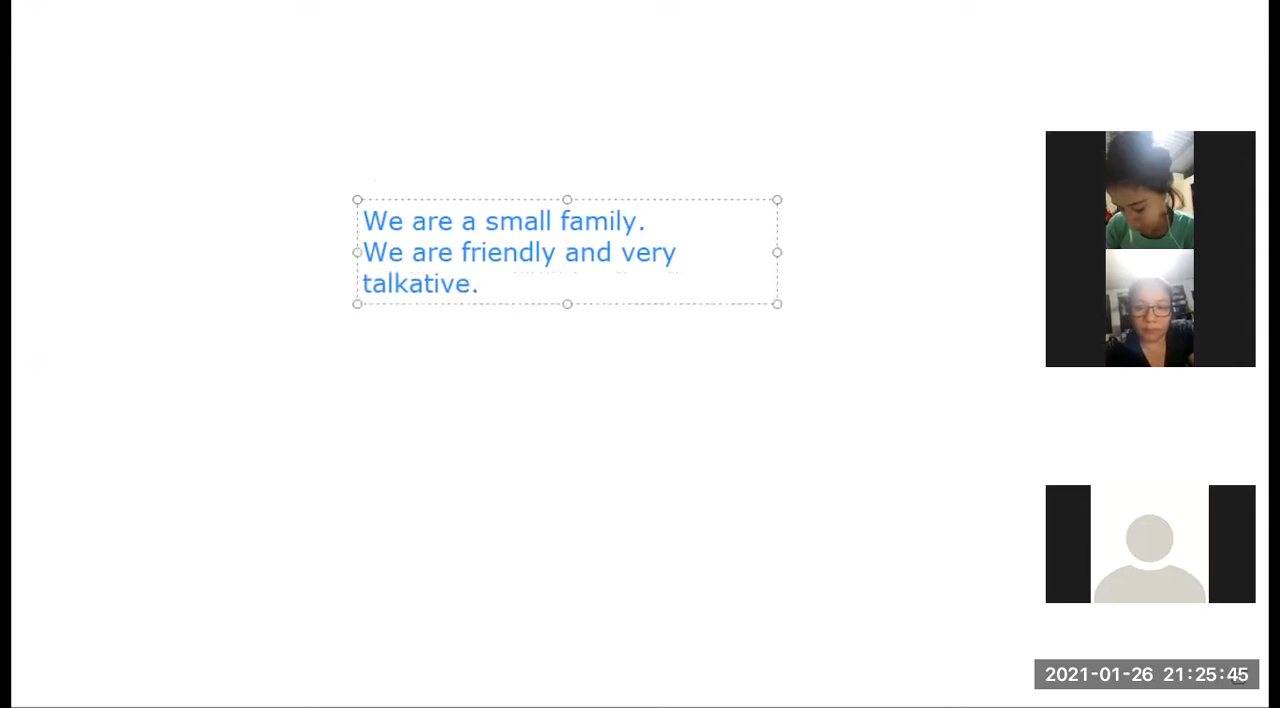 We are a small family.
We are friendly and very
talkative.
2021-01-26 21:25:45